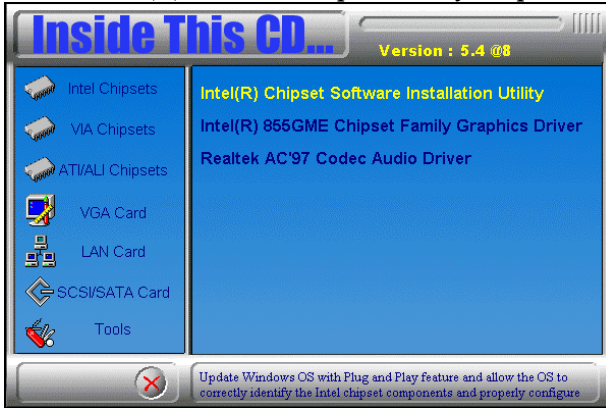 Inside This CD...
Version : 5.4 @8
Intel Chipsets
VIA Chipsets
ATI/ALI Chipsets
VGA Card
LAN Card
SCSI/SATA Card
Tools
Intel(R) Chipset Software Installation Utility
Intel(R) 855GME Chipset Family Graphics Driver
Realtek AC'97 Codec Audio Driver
Update Windows OS with Plug and Play feature and allow the OS to
correctly identify the Intel chipset components and properly configure